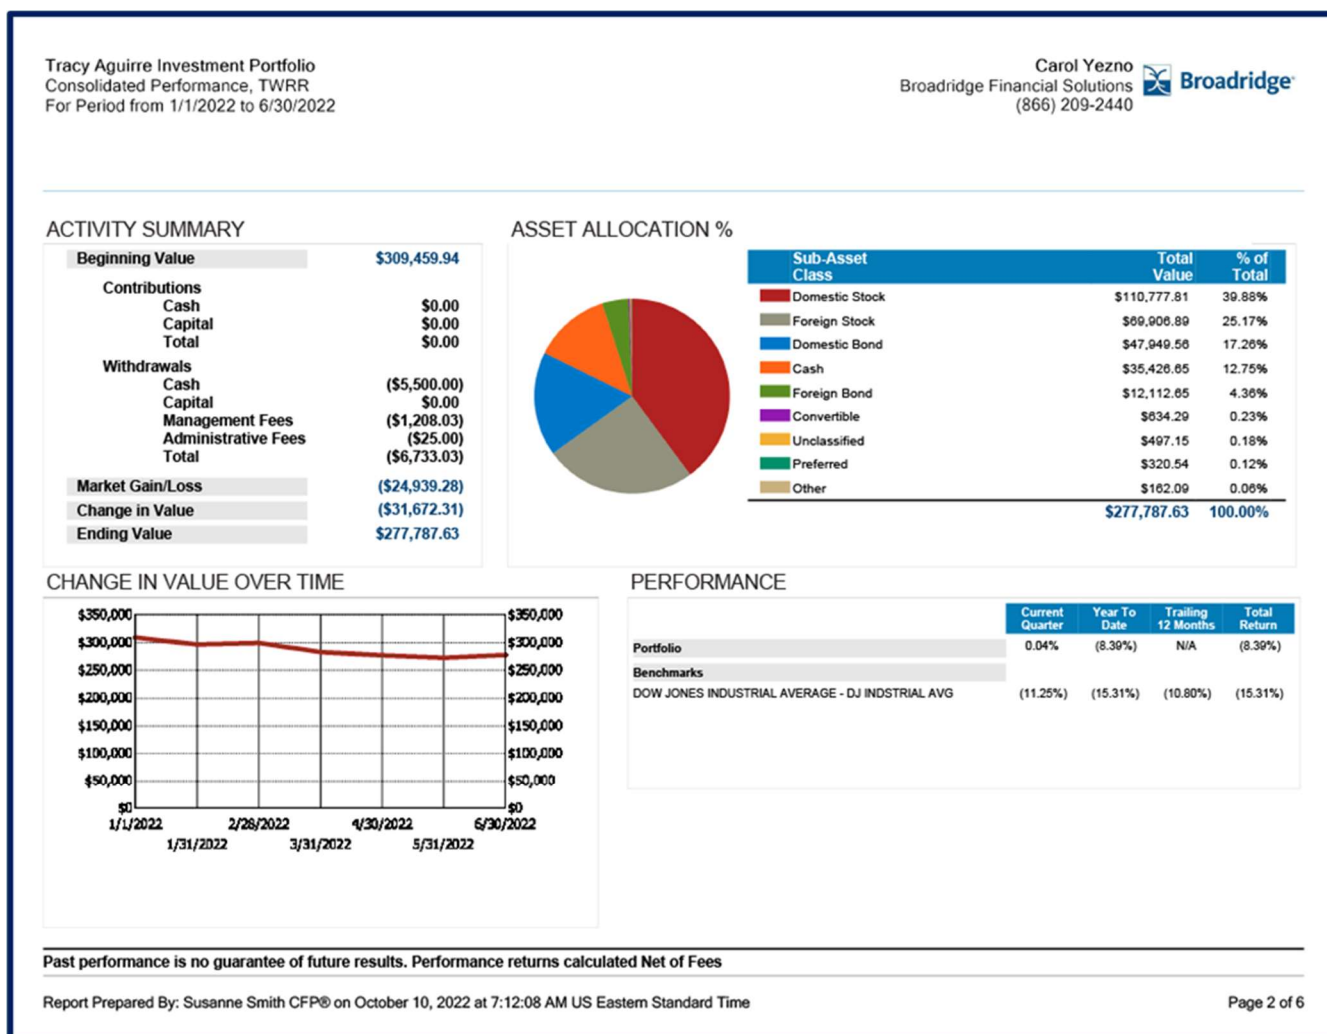 Tracy Aguirre Investment Portfolio
Consolidated Performance, TWRR
For Period from 1/1/2022 to 6/30/2022
Carol Yezno
Broadridge Financial Solutions
(866) 209-2440
Broadridge
ACTIVITY SUMMARY
Beginning Value $309,459.94
Contributions
Cash $0.00
Capital $0.00
Total $0.00
Withdrawals
Cash ($5,500.00)
Capital $0.00
Management Fees ($1,208.03)
Administrative Fees ($25.00)
Total ($6,733.03)
Market Gain/Loss ($24,939.28)
Change in Value ($31,672.31)
Ending Value $277,787.63
ASSET ALLOCATION %
Sub-Asset Class Total Value % of Total
Domestic Stock $110,777.81 39.88%
Foreign Stock $69,906.89 25.17%
Domestic Bond $47,949.56 17.26%
Cash $35,426.65 12.75%
Foreign Bond $12,112.65 4.36%
Convertible $634.29 0.23%
Unclassified $497.15 0.18%
Preferred $320.54 0.12%
Other $162.09 0.06%
$277,787.63 100.00%
CHANGE IN VALUE OVER TIME
$350,000 $350,000
$300,000 $300,000
$250,000 $250,000
$200,000 $200,000
$150,000 $150,000
$100,000 $100,000
$50,000 $50,000
$0 $0
1/1/2022 2/28/2022 4/30/2022 6/30/2022
1/31/2022 3/31/2022 5/31/2022
PERFORMANCE
Current Quarter Year To Date Trailing 12 Months Total Return
Portfolio 0.04% (8.39%) N/A (8.39%)
Benchmarks
DOW JONES INDUSTRIAL AVERAGE - DJ INDSTRIAL AVG (11.25%) (15.31%) (10.80%) (15.31%)
Past performance is no guarantee of future results. Performance returns calculated Net of Fees
Report Prepared By: Susanne Smith CFP® on October 10, 2022 at 7:12:08 AM US Eastern Standard Time
Page 2 of 6